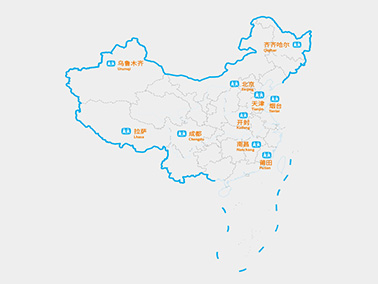 齐齐哈尔
Qiqihar
乌鲁木齐
Urumqi
北京
Beijing
天津
Tianjin
烟台
Yantai
开封
Kaifeng
拉萨
Lhasa
成都
Chengdu
南昌
Nanchang
莆田
Putian